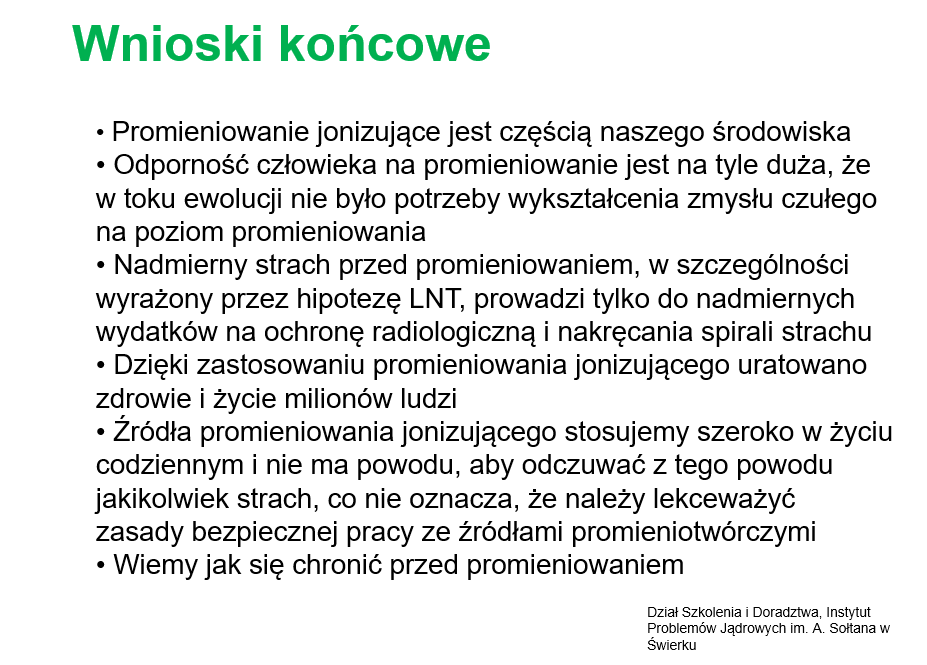 Wnioski końcowe
• Promieniowanie jonizujące jest częścią naszego środowiska
• Odporność człowieka na promieniowanie jest na tyle duża, że
w toku ewolucji nie było potrzeby wykształcenia zmysłu czułego
na poziom promieniowania
• Nadmierny strach przed promieniowaniem, w szczególności
wyrażony przez hipotezę LNT, prowadzi tylko do nadmiernych
wydatków na ochronę radiologiczną i nakręcania spirali strachu
• Dzięki zastosowaniu promieniowania jonizującego uratowano
zdrowie i życie milionów ludzi
• Źródła promieniowania jonizującego stosujemy szeroko w życiu
codziennym i nie ma powodu, aby odczuwać z tego powodu
jakikolwiek strach, co nie oznacza, że należy lekceważyć
zasady bezpiecznej pracy ze źródłami promieniotwórczymi
• Wiemy jak się chronić przed promieniowaniem
Dział Szkolenia i Doradztwa, Instytut
Problemów Jądrowych im. A. Sołtana w
Świerku